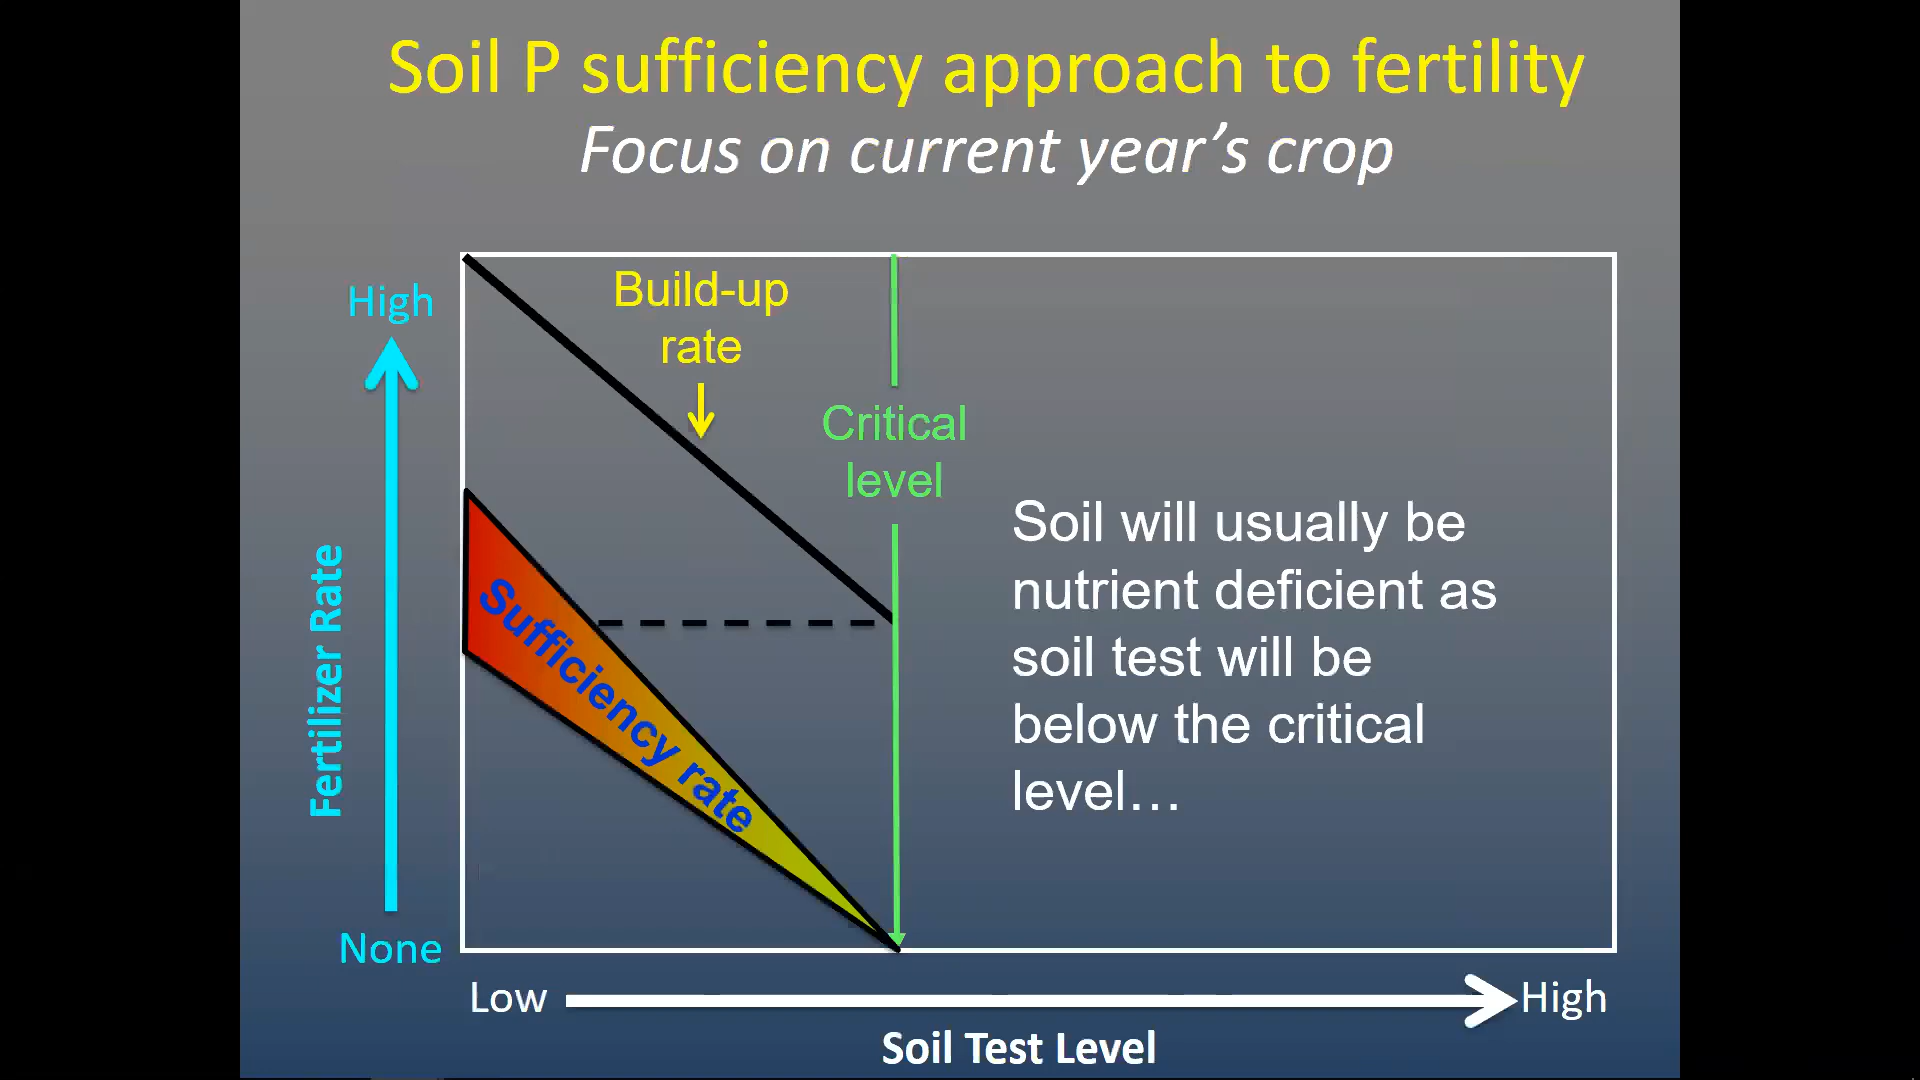 Soil P sufficiency approach to fertility
Focus on current year’s crop
High
Build-up
rate
Critical
level
Fertilizer Rate
Sufficiency rate
Soil will usually be
nutrient deficient as
soil test will be
below the critical
level…
None
Low
High
Soil Test Level